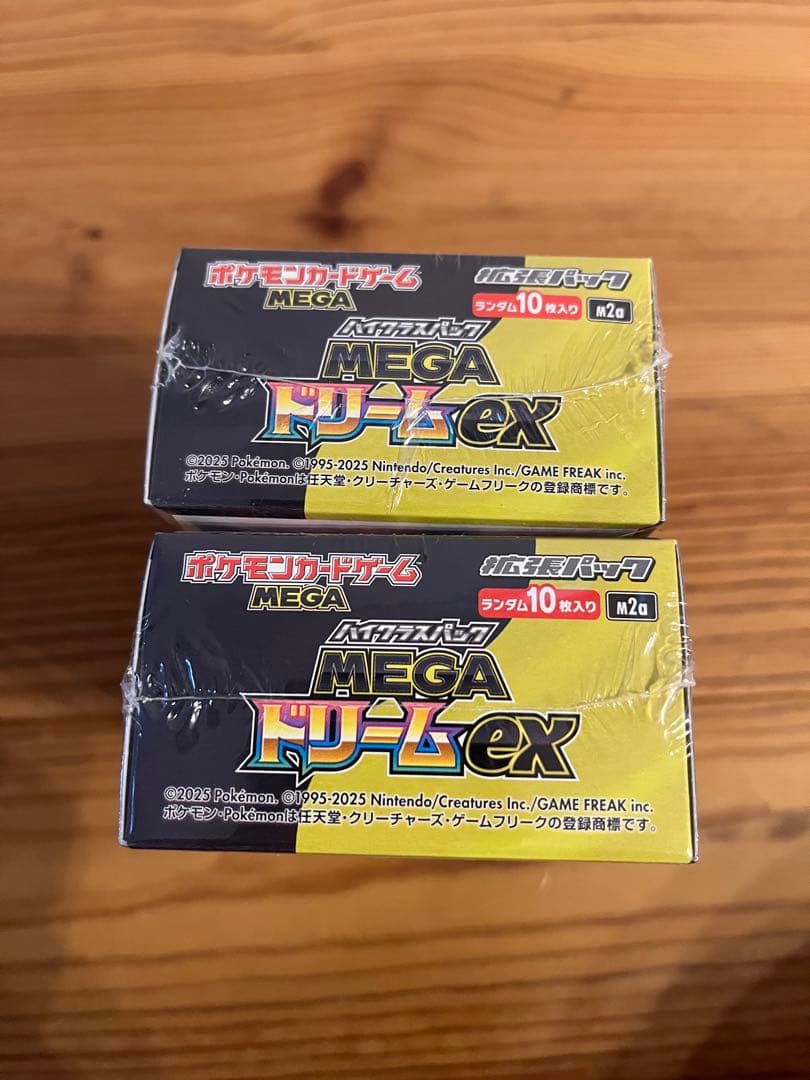 ポケモンカードゲーム
MEGA
拡張パック
ランダム10枚入り
M2a
ハイクラスパック
MEGA
ドリームex
©2025 Pokémon. ©1995-2025 Nintendo/Creatures Inc./GAME FREAK inc.
ポケモン・Pokémonは任天堂・クリーチャーズ・ゲームフリークの登録商標です。
ポケモンカードゲーム
MEGA
拡張パック
ランダム10枚入り
M2a
ハイクラスパック
MEGA
ドリームex
©2025 Pokémon. ©1995-2025 Nintendo/Creatures Inc./GAME FREAK inc.
ポケモン・Pokémonは任天堂・クリーチャーズ・ゲームフリークの登録商標です。